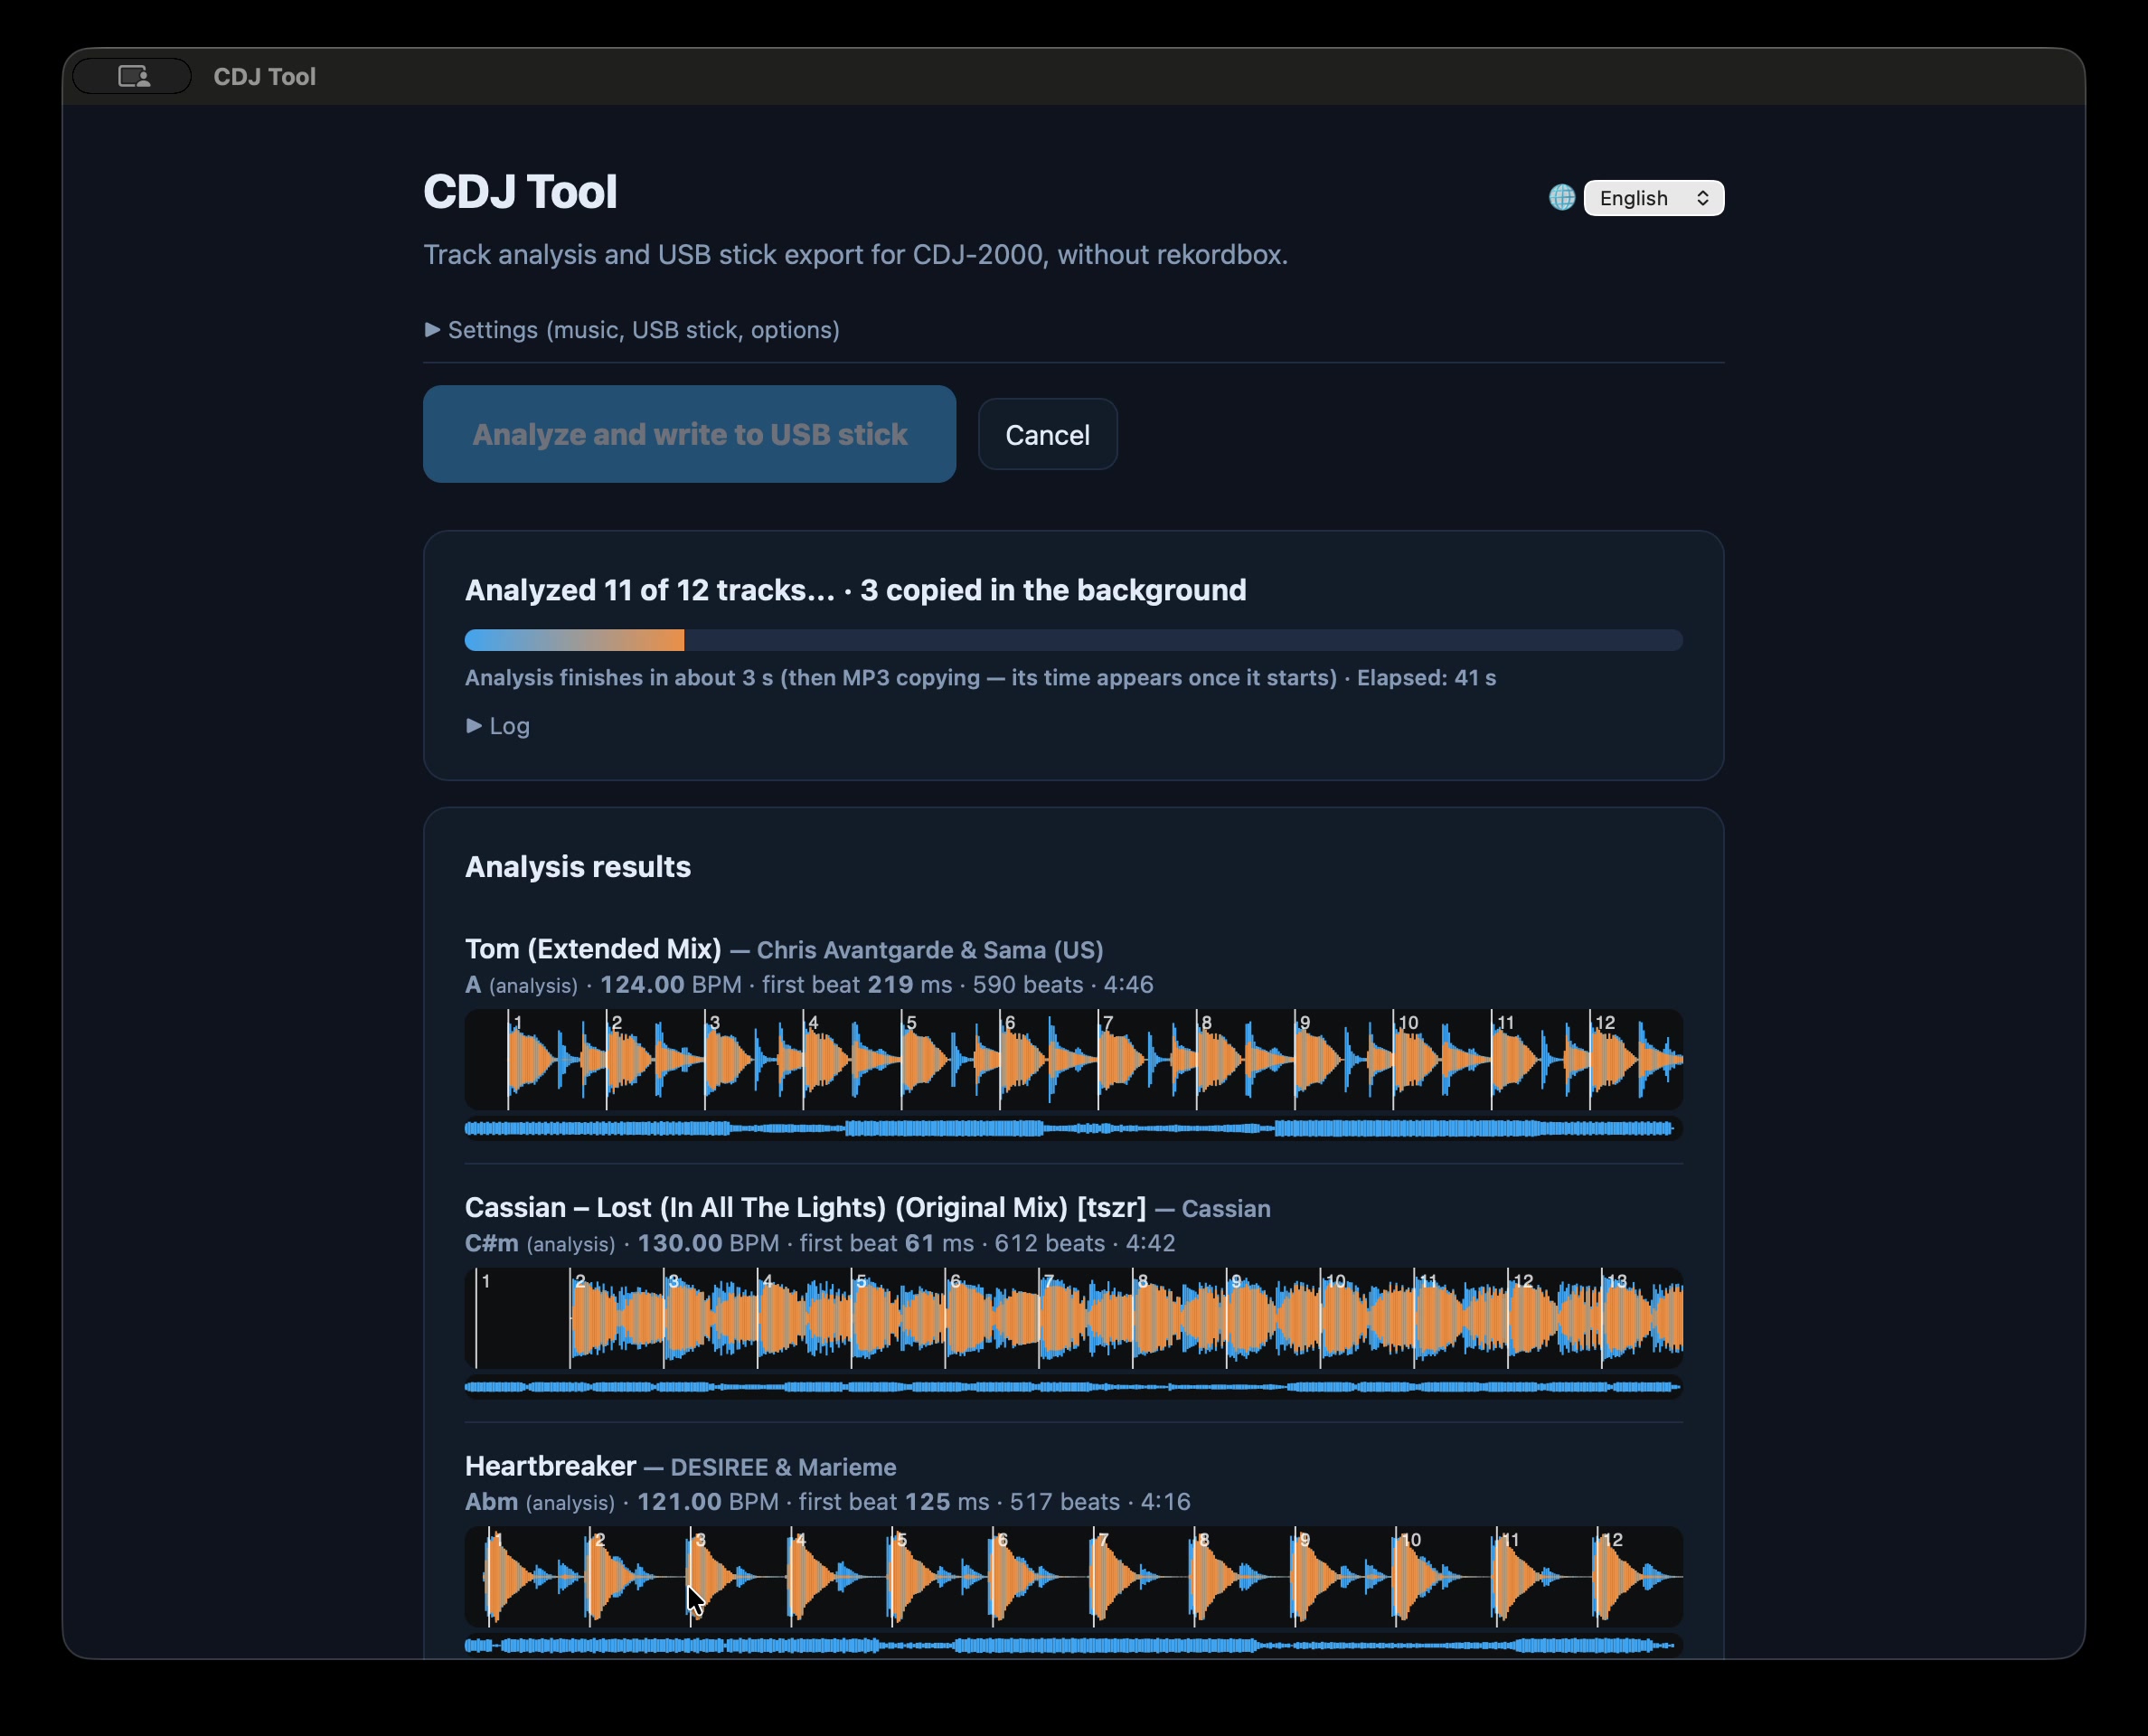 CDJ Tool
CDJ Tool
English
Track analysis and USB stick export for CDJ-2000, without rekordbox.
Settings (music, USB stick, options)
Analyze and write to USB stick
Cancel
Analyzed 11 of 12 tracks... · 3 copied in the background
Analysis finishes in about 3 s (then MP3 copying — its time appears once it starts) · Elapsed: 41 s
Log
Analysis results
Tom (Extended Mix) — Chris Avantgarde & Sama (US)
A (analysis) · 124.00 BPM · first beat 219 ms · 590 beats · 4:46
1 2 3 4 5 6 7 8 9 10 11 12
Cassian – Lost (In All The Lights) (Original Mix) [tszr] — Cassian
C#m (analysis) · 130.00 BPM · first beat 61 ms · 612 beats · 4:42
1 2 3 4 5 6 7 8 9 10 11 12 13
Heartbreaker — DESIREE & Marieme
Abm (analysis) · 121.00 BPM · first beat 125 ms · 517 beats · 4:16
1 2 3 4 5 6 7 8 9 10 11 12